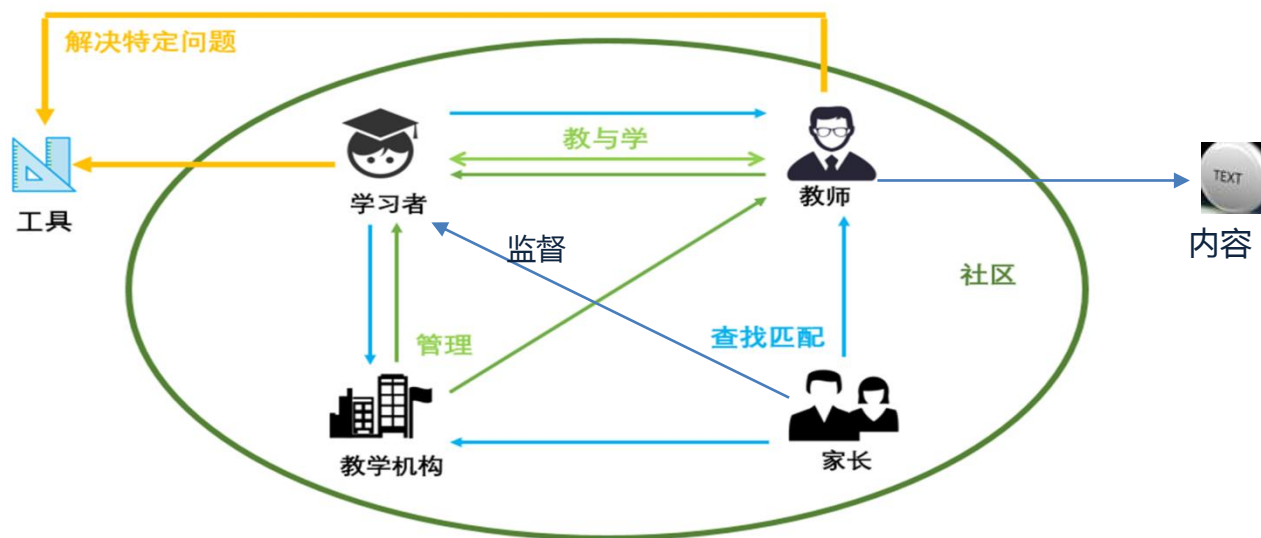 解决特定问题
教与学
TEXT
工具
学习者
教师
监督
内容
社区
管理
查找匹配
教学机构
家长